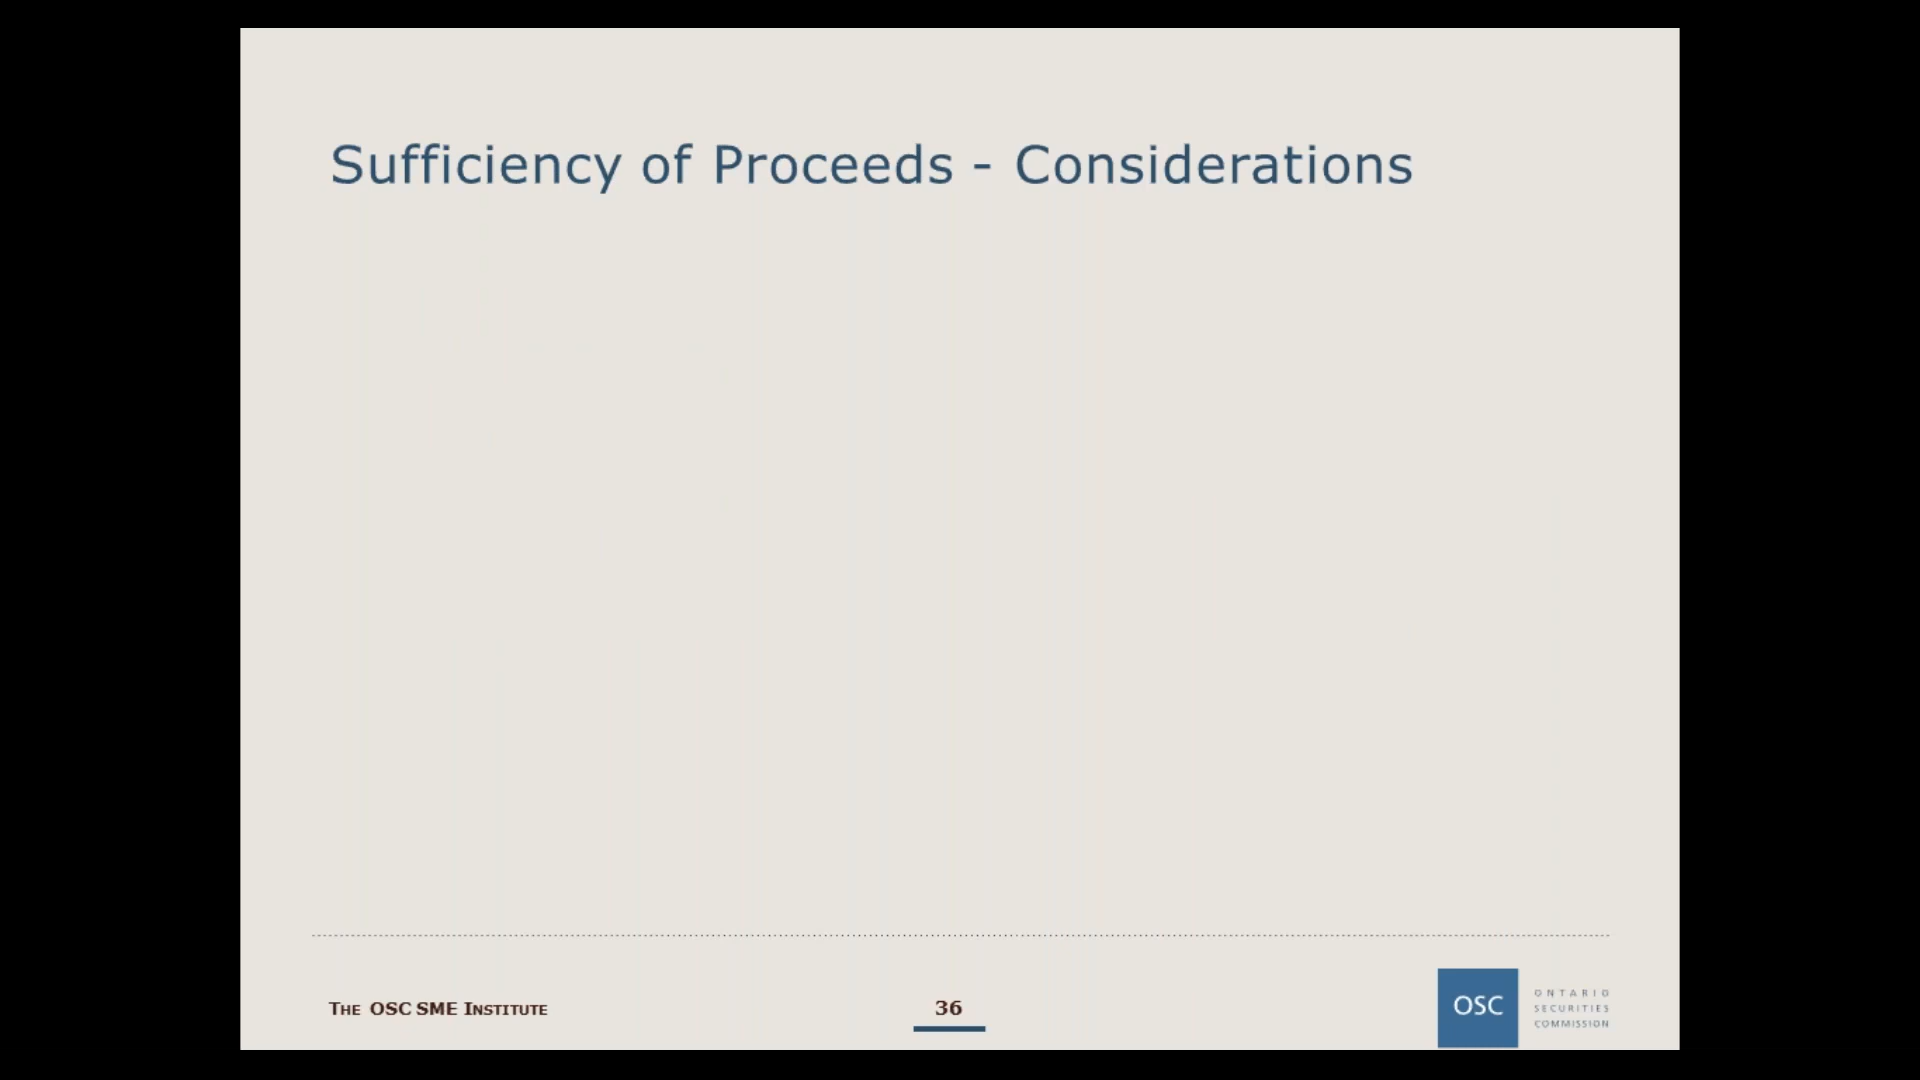 Sufficiency of Proceeds - Considerations
THE OSC SME INSTITUTE
36
OSC
ONTARIO
SECURITIES
COMMISSION